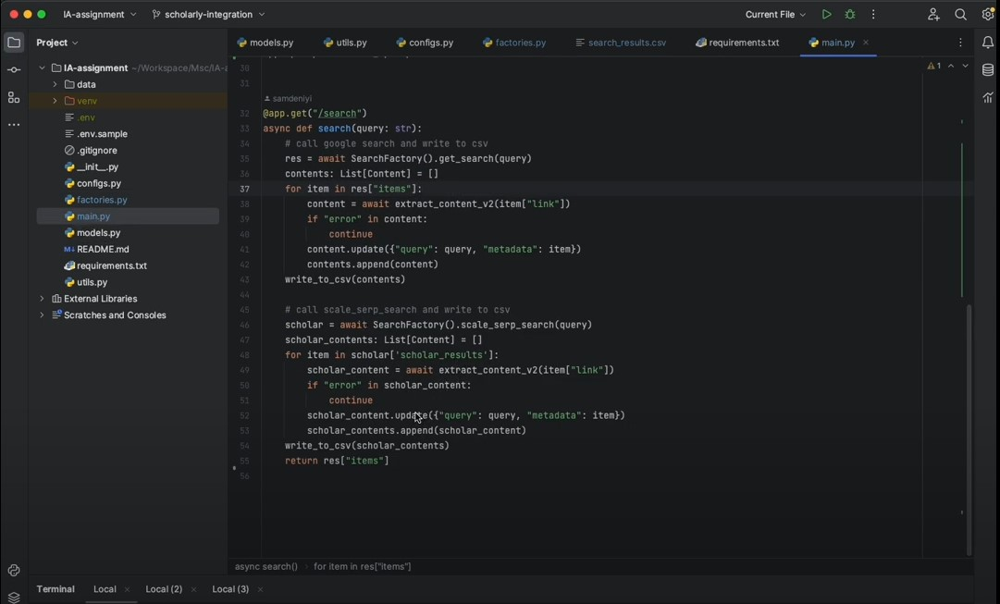 IA-assignment
scholarly-integration
Current File
Project
models.py
utils.py
configs.py
factories.py
search_results.csv
requirements.txt
main.py
IA-assignment ~/Workspace/Msc/IA-a
data
venv
.env
.env.sample
.gitignore
__init__.py
configs.py
factories.py
main.py
models.py
M↓ README.md
requirements.txt
utils.py
External Libraries
Scratches and Consoles
1
30
31
samdeniyi
32 @app.get("/search")
33 async def search(query: str):
34 # call google search and write to csv
35 res = await SearchFactory().get_search(query)
36 contents: List[Content] = []
37 for item in res["items"]:
38 content = await extract_content_v2(item["link"])
39 if "error" in content:
40 continue
41 content.update({"query": query, "metadata": item})
42 contents.append(content)
43 write_to_csv(contents)
44
45 # call scale_serp_search and write to csv
46 scholar = await SearchFactory().scale_serp_search(query)
47 scholar_contents: List[Content] = []
48 for item in scholar['scholar_results']:
49 scholar_content = await extract_content_v2(item["link"])
50 if "error" in scholar_content:
51 continue
52 scholar_content.update({"query": query, "metadata": item})
53 scholar_contents.append(scholar_content)
54 write_to_csv(scholar_contents)
55 return res["items"]
56
async search() › for item in res["items"]
Terminal
Local
Local (2)
Local (3)